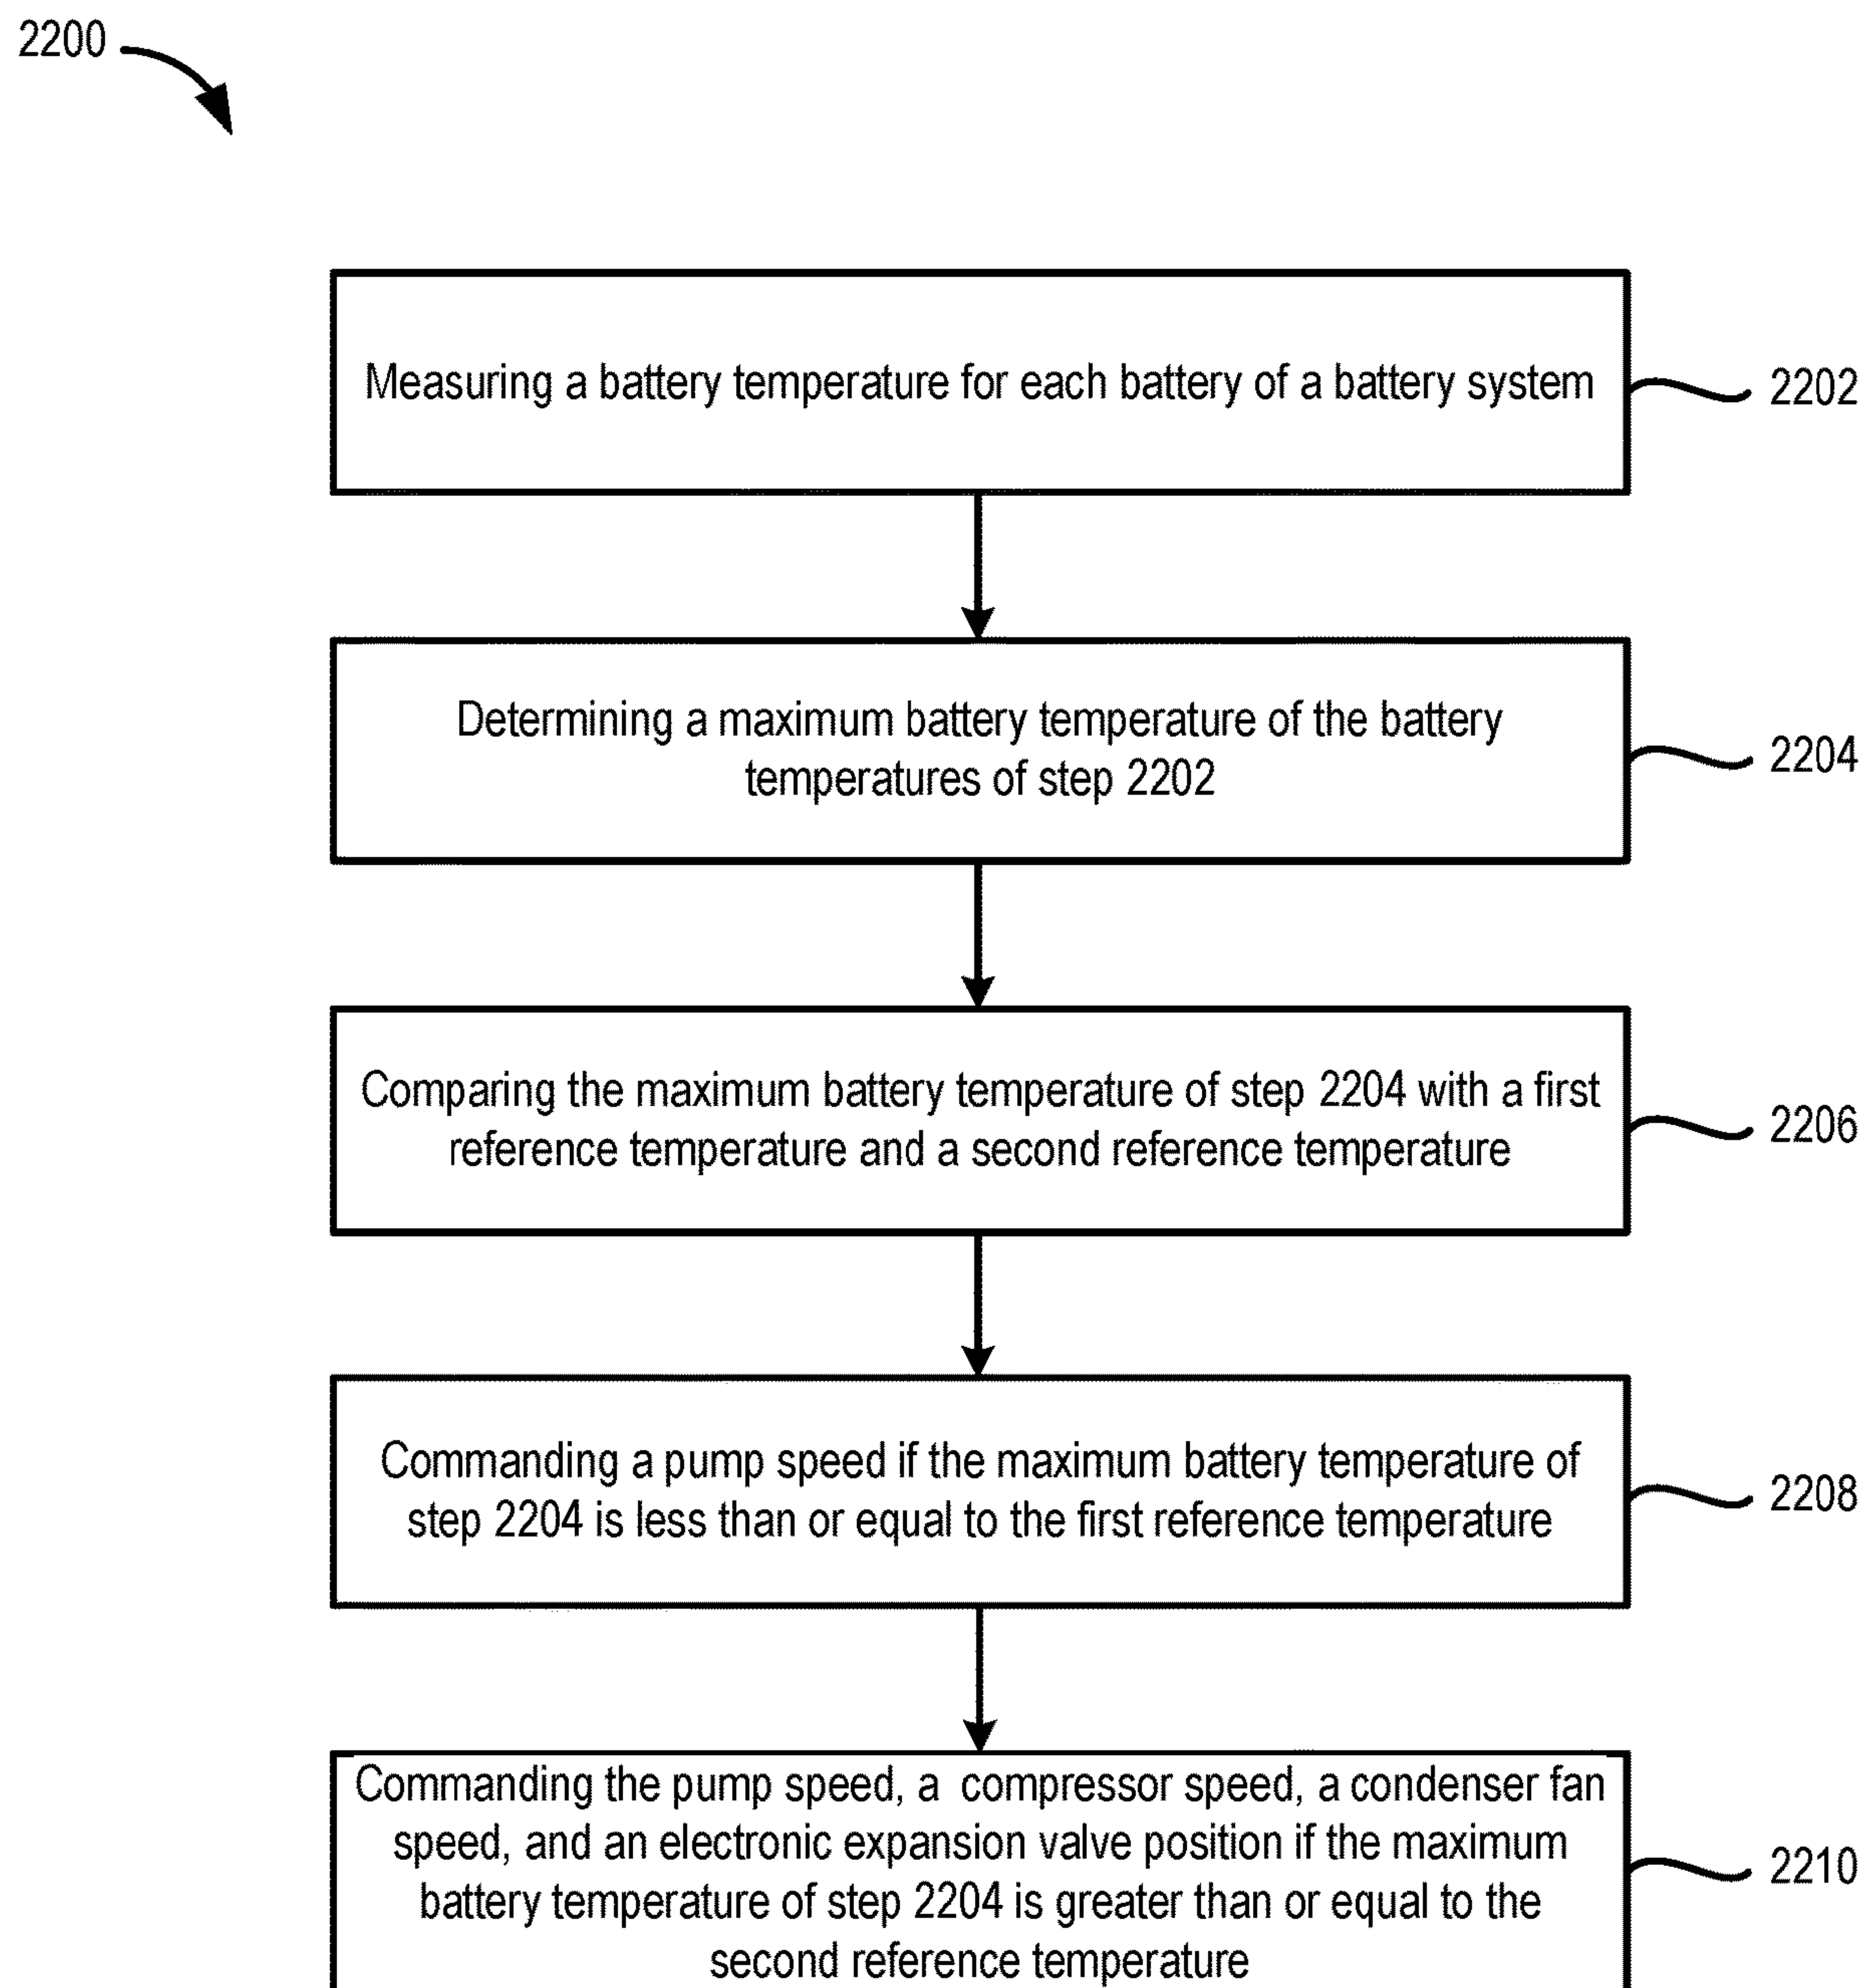 2200
Measuring a battery temperature for each battery of a battery system
2202
Determining a maximum battery temperature of the battery
temperatures of step 2202
2204
Comparing the maximum battery temperature of step 2204 with a first
reference temperature and a second reference temperature
2206
Commanding a pump speed if the maximum battery temperature of
step 2204 is less than or equal to the first reference temperature
2208
Commanding the pump speed, a compressor speed, a condenser fan
speed, and an electronic expansion valve position if the maximum
battery temperature of step 2204 is greater than or equal to the
second reference temperature
2210